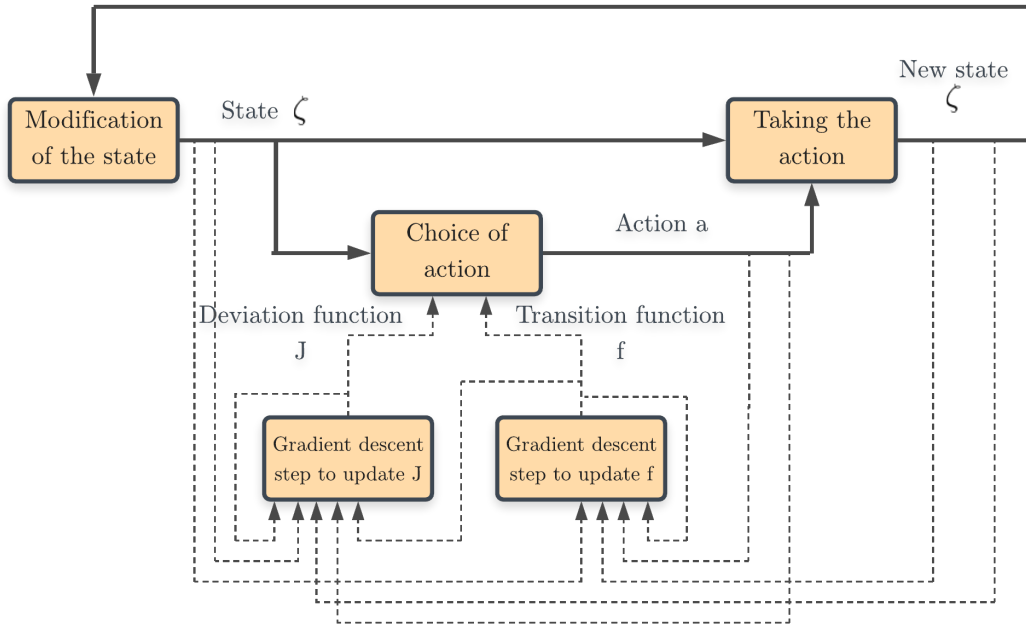 New state
ζ
Modification
of the state
State ζ
Taking the
action
Action a
Choice of
action
Deviation function
J
Transition function
f
Gradient descent
step to update J
Gradient descent
step to update f